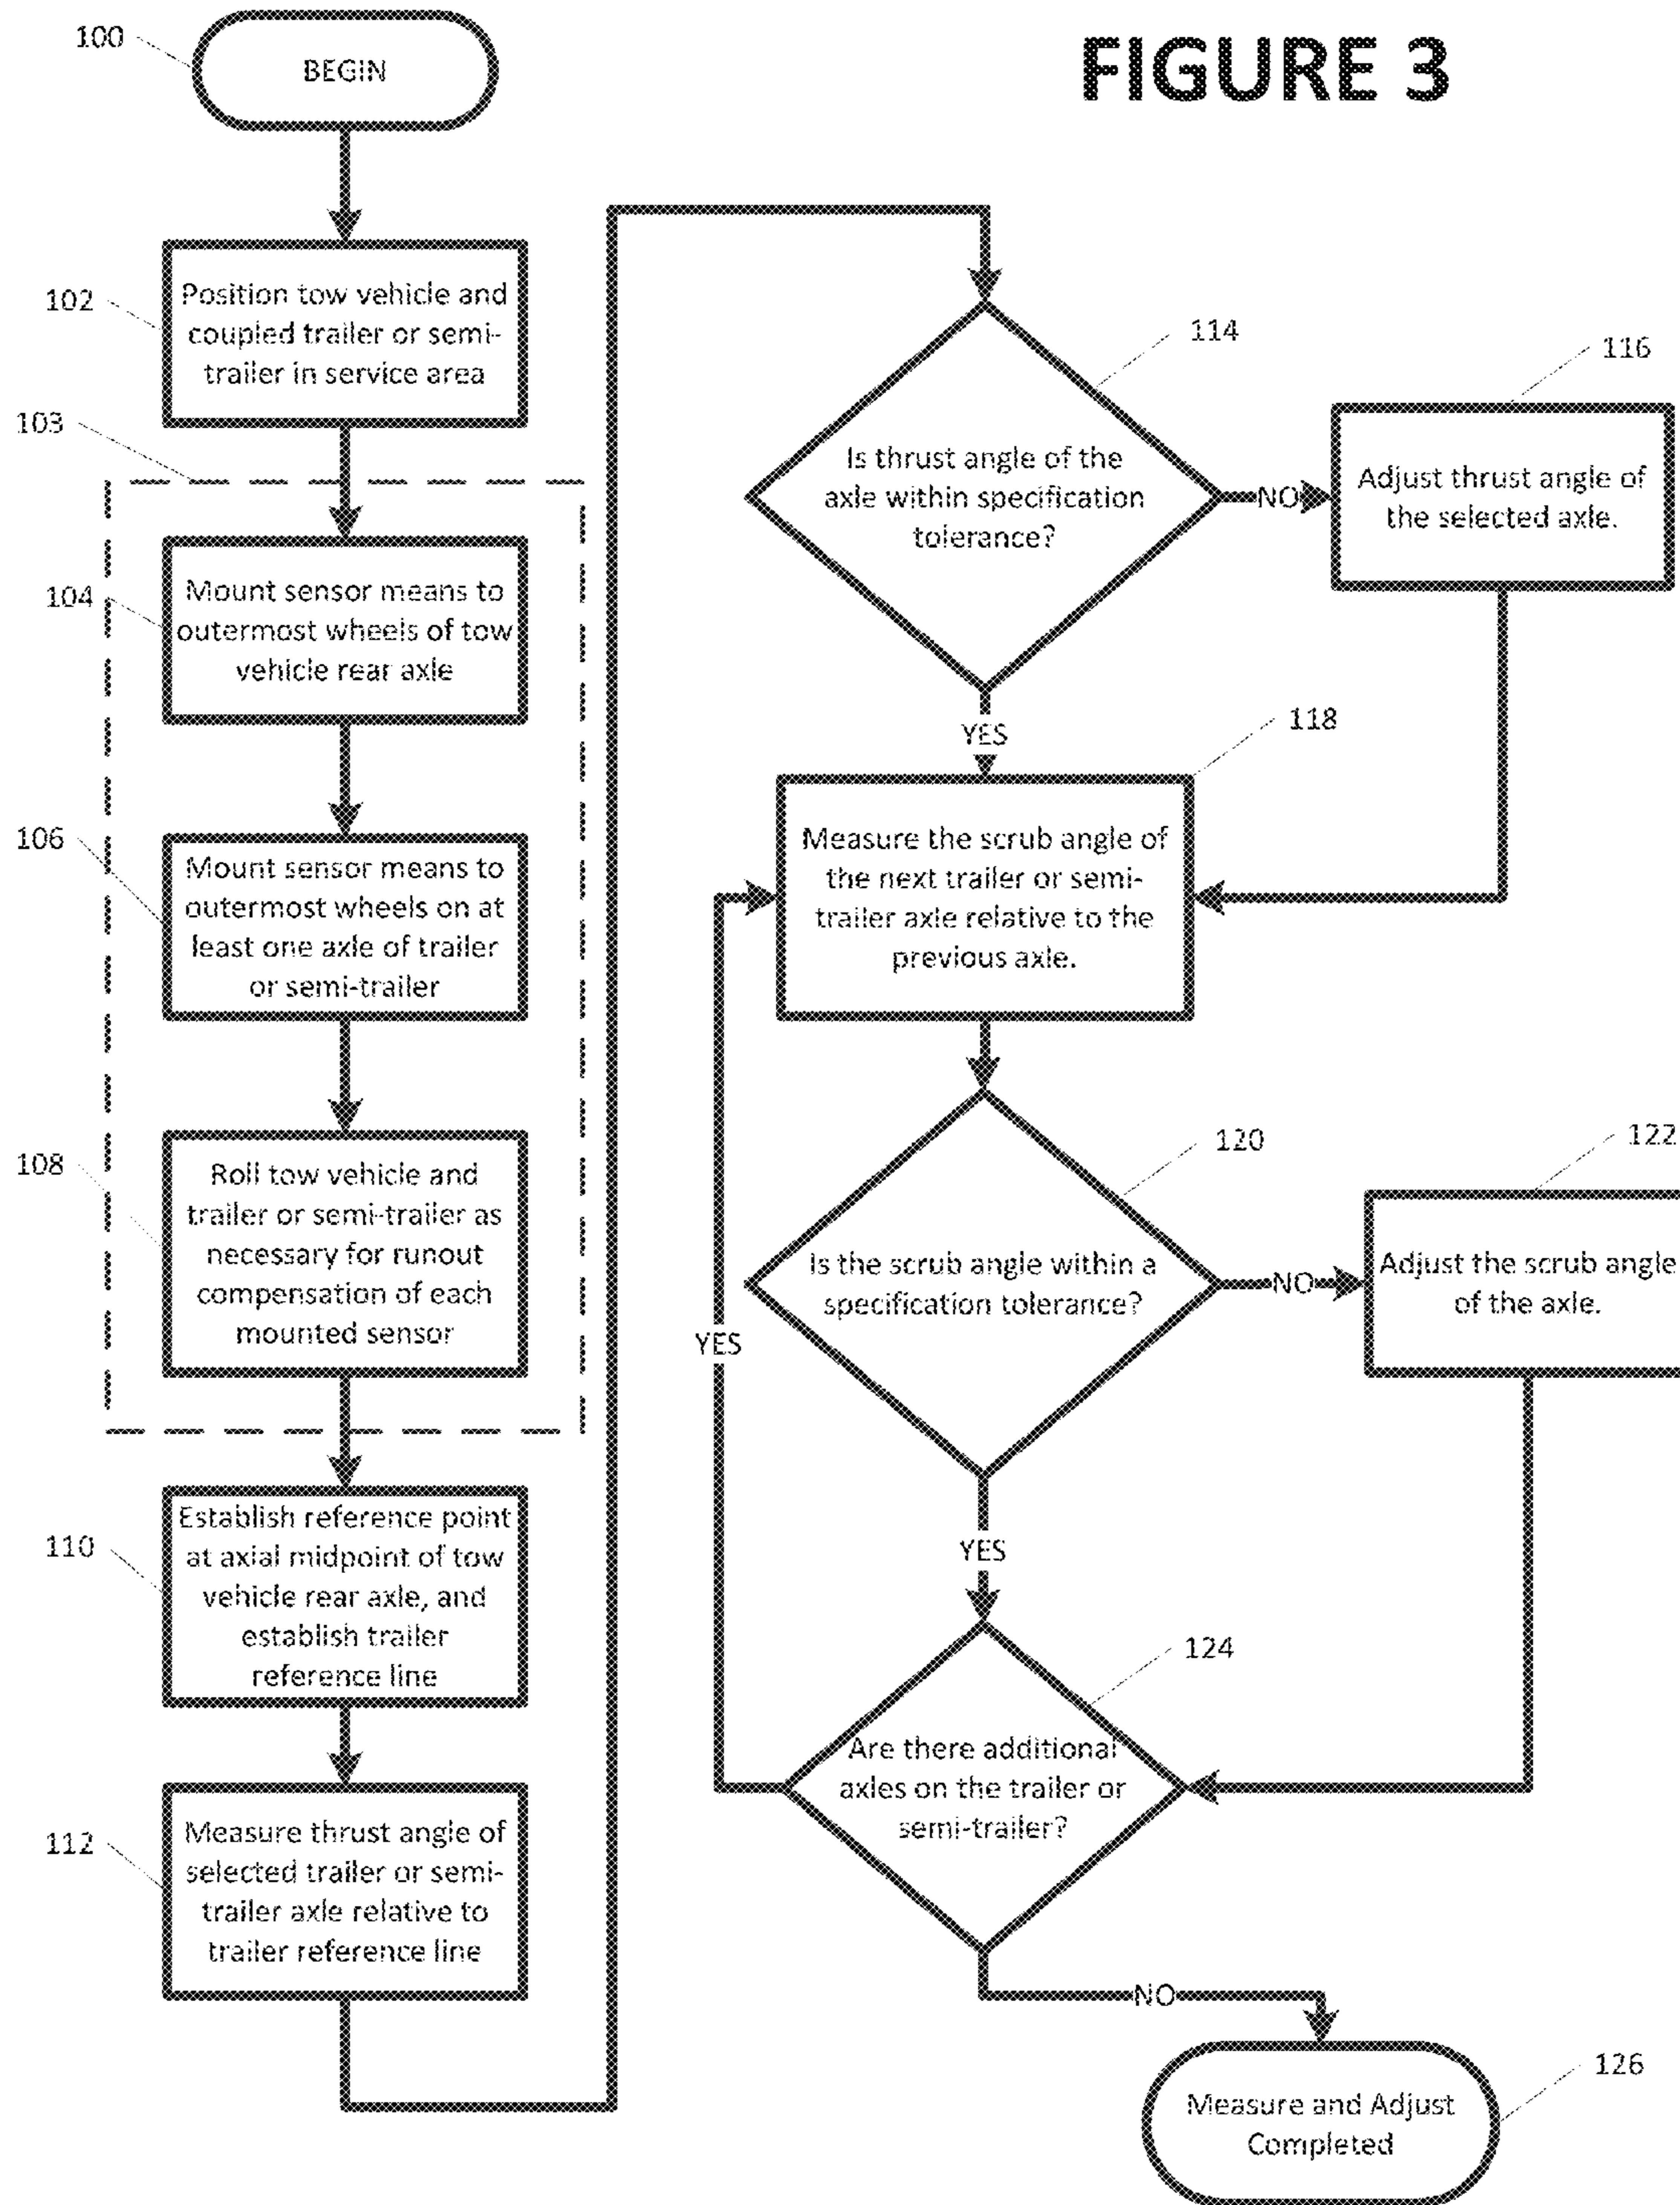 FIGURE 3
100
BEGIN
102
Position tow vehicle and
coupled trailer or semi-
trailer in service area
103
104
Mount sensor means to
outermost wheels of tow
vehicle rear axle
106
Mount sensor means to
outermost wheels on at
least one axle of trailer
or semi-trailer
108
Roll tow vehicle and
trailer or semi-trailer as
necessary for runout
compensation of each
mounted sensor
110
Establish reference point
at axial midpoint of tow
vehicle rear axle, and
establish trailer
reference line
112
Measure thrust angle of
selected trailer or semi-
trailer axle relative to
trailer reference line
114
Is thrust angle of the
axle within specification
tolerance?
NO
116
Adjust thrust angle of
the selected axle.
YES
118
Measure the scrub angle of
the next trailer or semi-
trailer axle relative to the
previous axle.
120
Is the scrub angle within a
specification tolerance?
NO
122
Adjust the scrub angle
of the axle.
YES
YES
124
Are there additional
axles on the trailer or
semi-trailer?
NO
126
Measure and Adjust
Completed